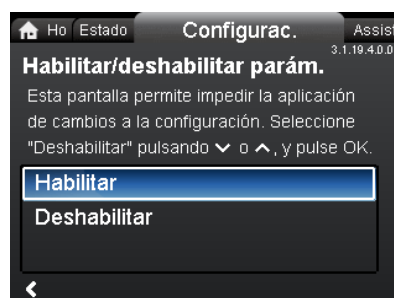 Ho Estado Configurac. Assist
3.1.19.4.0.0
Habilitar/deshabilitar parám.
Esta pantalla permite impedir la aplicación
de cambios a la configuración. Seleccione
"Deshabilitar" pulsando ⌄ o ⌃, y pulse OK.
Habilitar
Deshabilitar